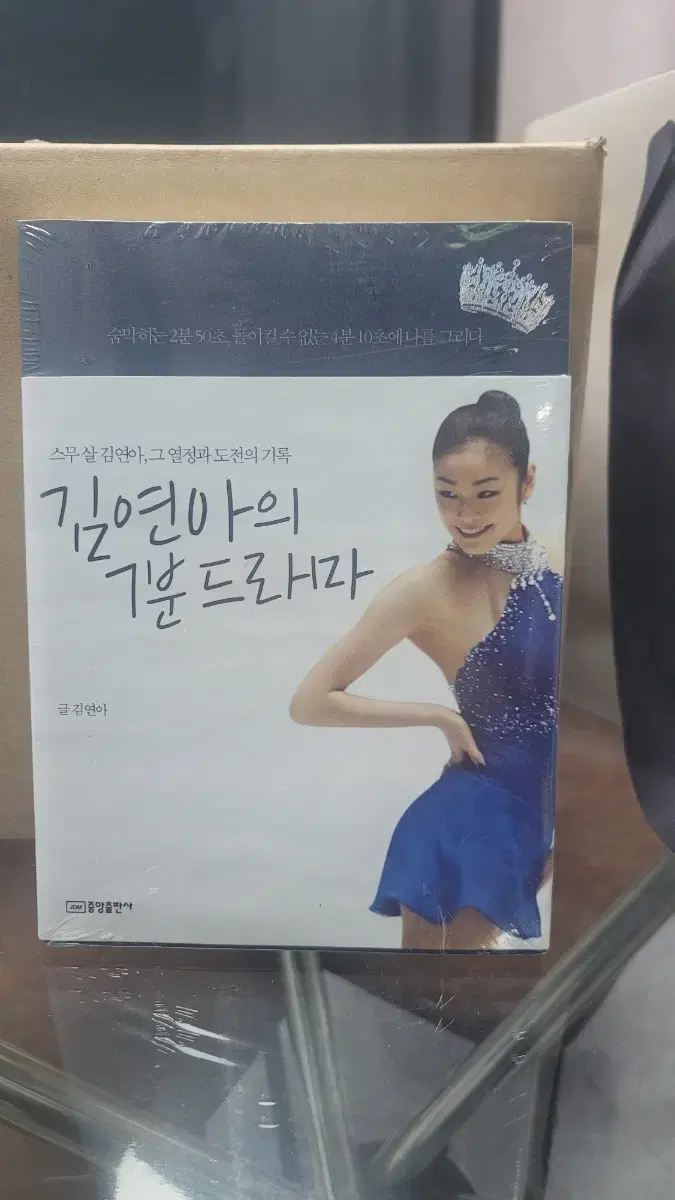 숨막히는 2분 50초, 돌이킬 수 없는 4분 10초에 나를 그리다
스무 살 김연아, 그 열정과 도전의 기록
김연아의
7분 드라마
글 김연아
JDM 중앙출판사